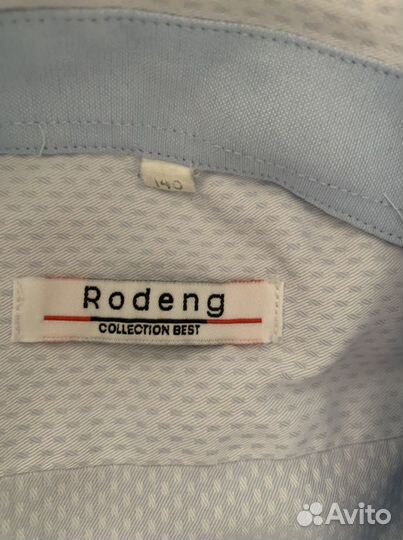 140
Rodeng
COLLECTION BEST
Avito